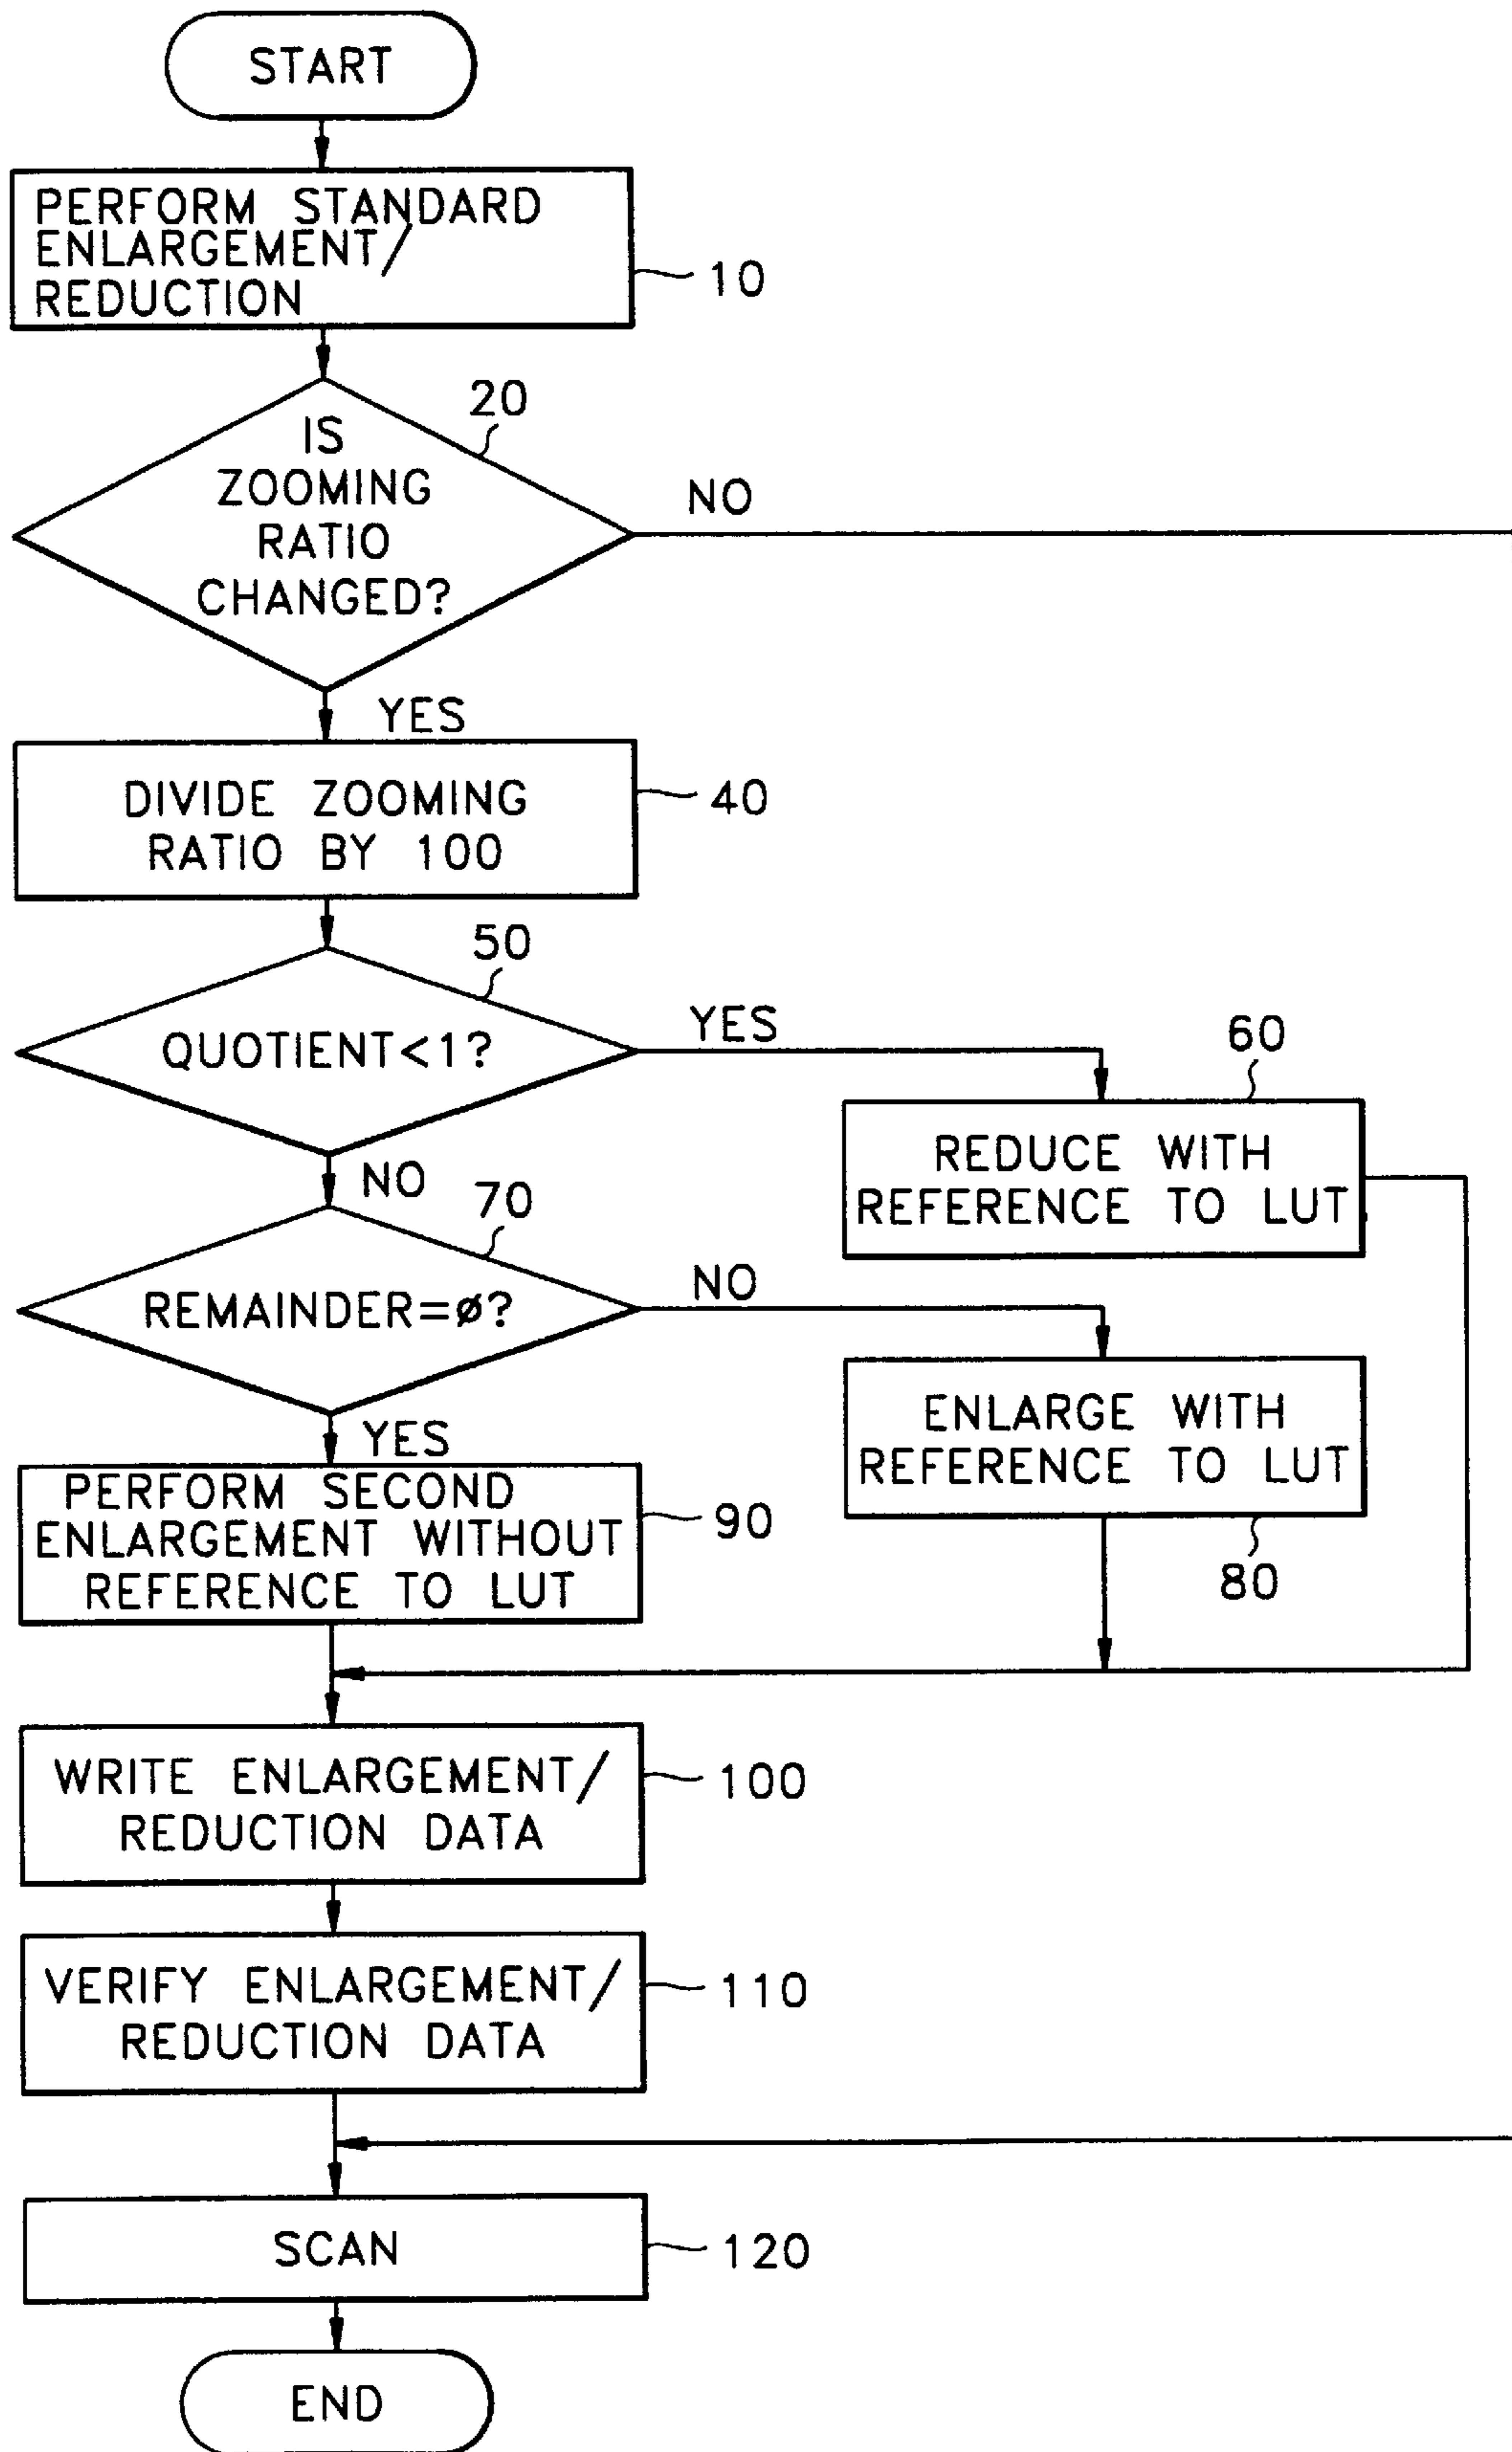 START
PERFORM STANDARD
ENLARGEMENT/
REDUCTION
10
20
IS
ZOOMING
RATIO
CHANGED?
NO
YES
DIVIDE ZOOMING
RATIO BY 100
40
50
QUOTIENT<1?
YES
60
REDUCE WITH
REFERENCE TO LUT
NO
70
REMAINDER=ø?
NO
ENLARGE WITH
REFERENCE TO LUT
80
YES
PERFORM SECOND
ENLARGEMENT WITHOUT
REFERENCE TO LUT
90
WRITE ENLARGEMENT/
REDUCTION DATA
100
VERIFY ENLARGEMENT/
REDUCTION DATA
110
SCAN
120
END